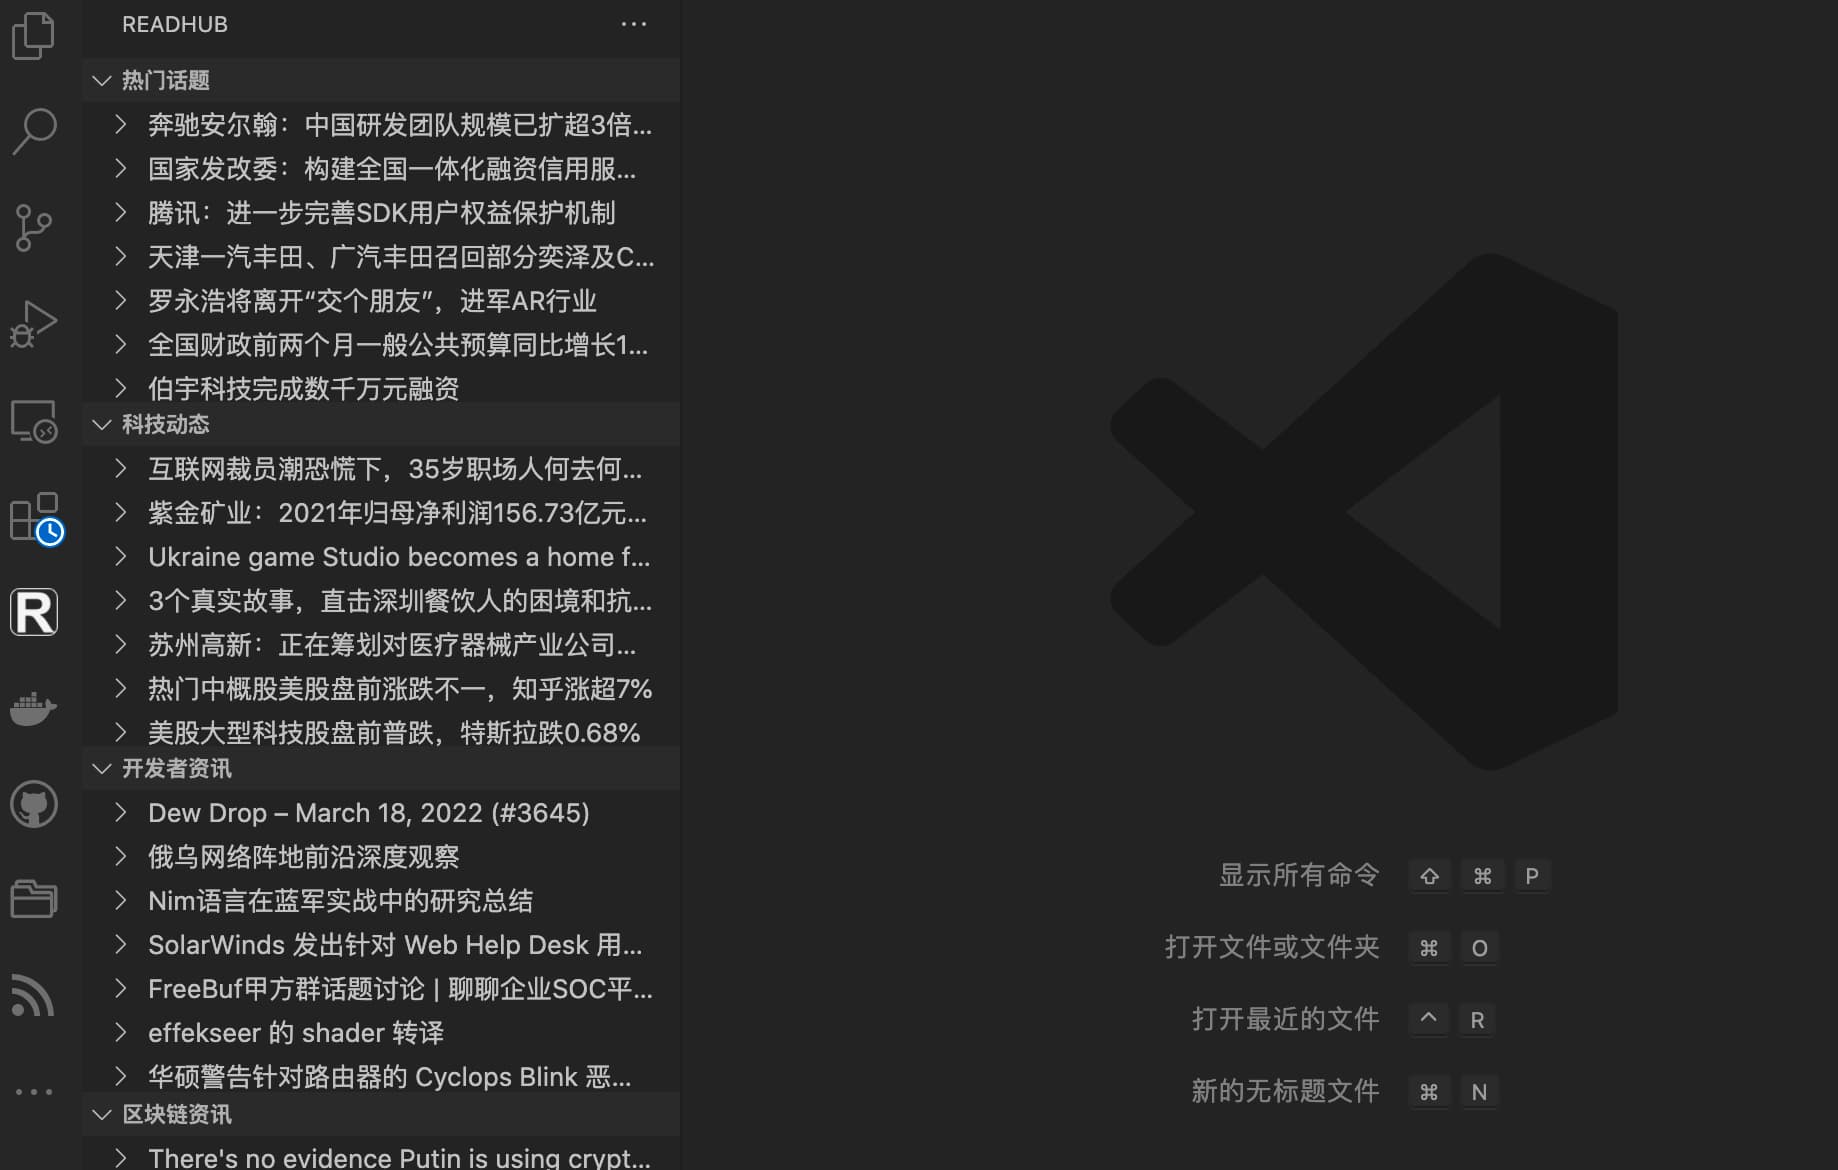 READHUB
热门话题
奔驰安尔翰：中国研发团队规模已扩超3倍...
国家发改委：构建全国一体化融资信用服...
腾讯：进一步完善SDK用户权益保护机制
天津一汽丰田、广汽丰田召回部分奕泽及C...
罗永浩将离开“交个朋友”，进军AR行业
全国财政前两个月一般公共预算同比增长1...
伯宇科技完成数千万元融资
科技动态
互联网裁员潮恐慌下，35岁职场人何去何...
紫金矿业：2021年归母净利润156.73亿元...
Ukraine game Studio becomes a home f...
3个真实故事，直击深圳餐饮人的困境和抗...
苏州高新：正在筹划对医疗器械产业公司...
热门中概股美股盘前涨跌不一，知乎涨超7%
美股大型科技股盘前普跌，特斯拉跌0.68%
开发者资讯
Dew Drop – March 18, 2022 (#3645)
俄乌网络阵地前沿深度观察
Nim语言在蓝军实战中的研究总结
SolarWinds 发出针对 Web Help Desk 用...
FreeBuf甲方群话题讨论 | 聊聊企业SOC平...
effekseer 的 shader 转译
华硕警告针对路由器的 Cyclops Blink 恶...
区块链资讯
There's no evidence Putin is using crypt...
R
显示所有命令 ⇧ ⌘ P
打开文件或文件夹 ⌘ O
打开最近的文件 ^ R
新的无标题文件 ⌘ N